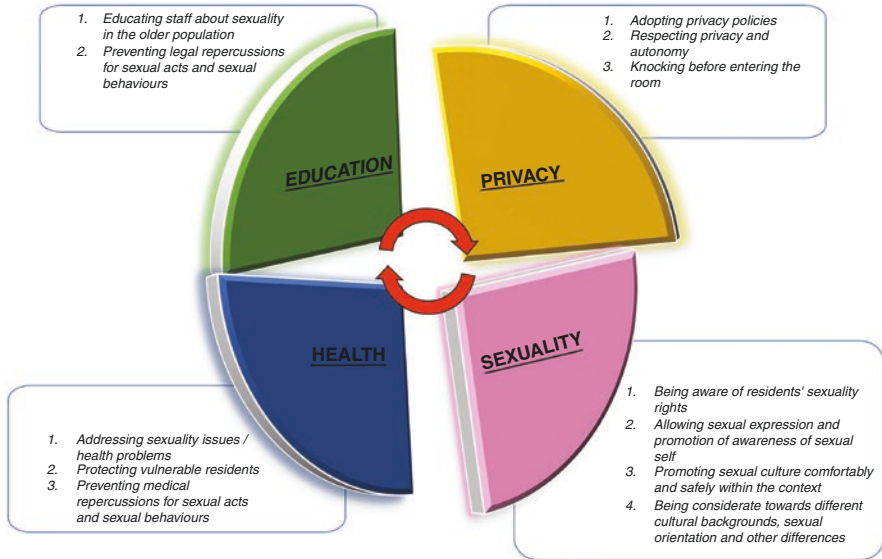 1. Educating staff about sexuality
in the older population
2. Preventing legal repercussions
for sexual acts and sexual
behaviours
1. Adopting privacy policies
2. Respecting privacy and
autonomy
3. Knocking before entering the
room
EDUCATION
PRIVACY
HEALTH
SEXUALITY
1. Addressing sexuality issues /
health problems
2. Protecting vulnerable residents
3. Preventing medical
repercussions for sexual acts
and sexual behaviours
1. Being aware of residents' sexuality
rights
2. Allowing sexual expression and
promotion of awareness of sexual
self
3. Promoting sexual culture comfortably
and safely within the context
4. Being considerate towards different
cultural backgrounds, sexual
orientation and other differences